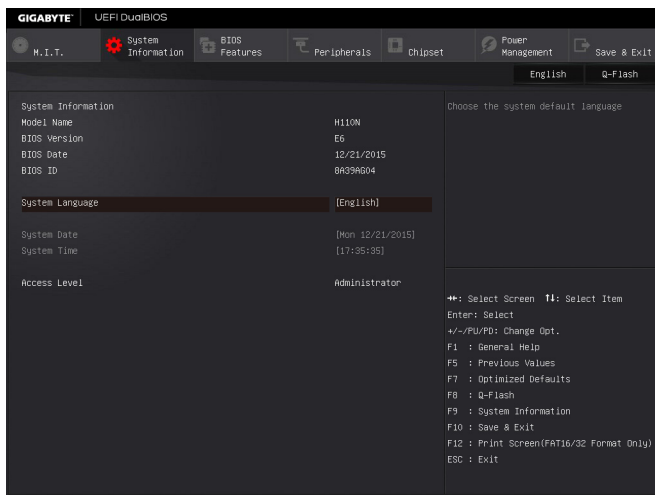 GIGABYTE™ UEFI DualBIOS
M.I.T. System Information BIOS Features Peripherals Chipset Power Management Save & Exit
English Q-Flash
System Information
Model Name H110N
BIOS Version E6
BIOS Date 12/21/2015
BIOS ID 8A39AG04
System Language [English]
System Date [Mon 12/21/2015]
System Time [17:35:35]
Access Level Administrator
Choose the system default language
→←: Select Screen ↑↓: Select Item
Enter: Select
+/-/PU/PD: Change Opt.
F1 : General Help
F5 : Previous Values
F7 : Optimized Defaults
F8 : Q-Flash
F9 : System Information
F10 : Save & Exit
F12 : Print Screen(FAT16/32 Format Only)
ESC : Exit